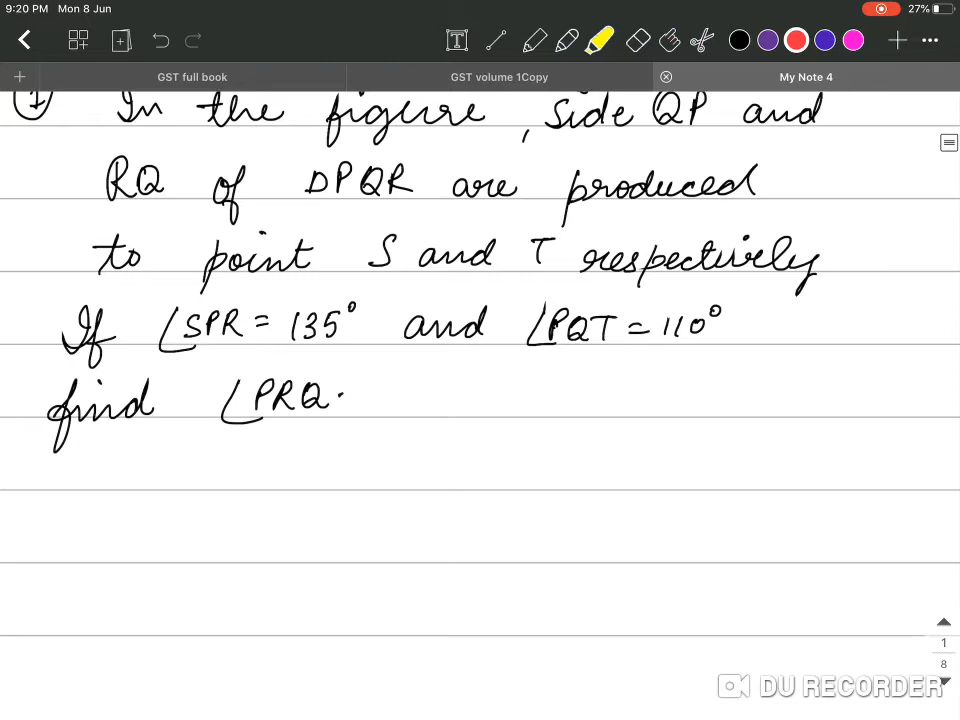 9:20 PM Mon 8 Jun
27%
GST full book
GST volume 1Copy
My Note 4
① In the figure, side QP and
RQ of ΔPQR are produced
to point S and T respectively
If ∠SPR = 135° and ∠PQT = 110°
find ∠PRQ.
1
8
DU RECORDER